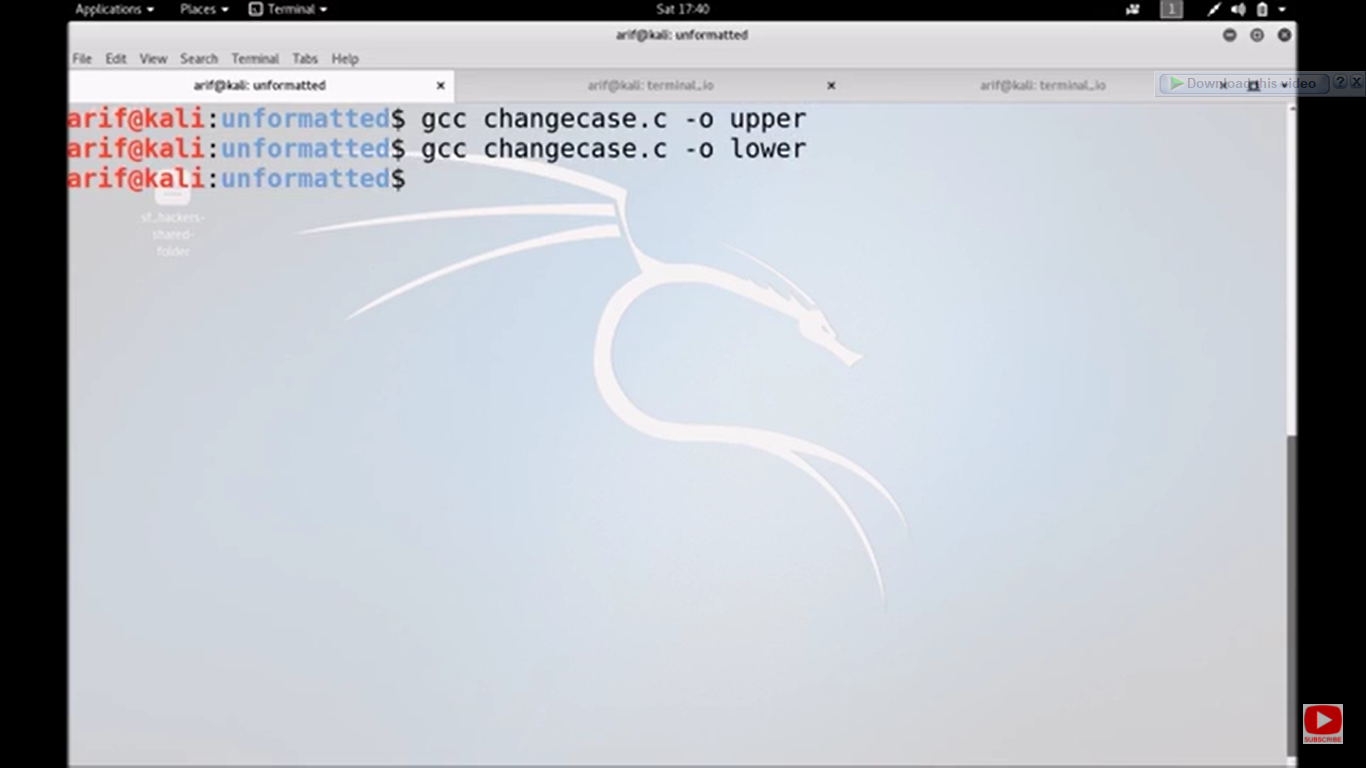 Applications Places Terminal Sat 17:40 1
arif@kali: unformatted
File Edit View Search Terminal Tabs Help
arif@kali: unformatted arif@kali: terminal_io arif@kali: terminal_io Download this video ? X
arif@kali:unformatted$ gcc changecase.c -o upper
arif@kali:unformatted$ gcc changecase.c -o lower
arif@kali:unformatted$
sf_hackers-
shared-
folder
SUBSCRIBE